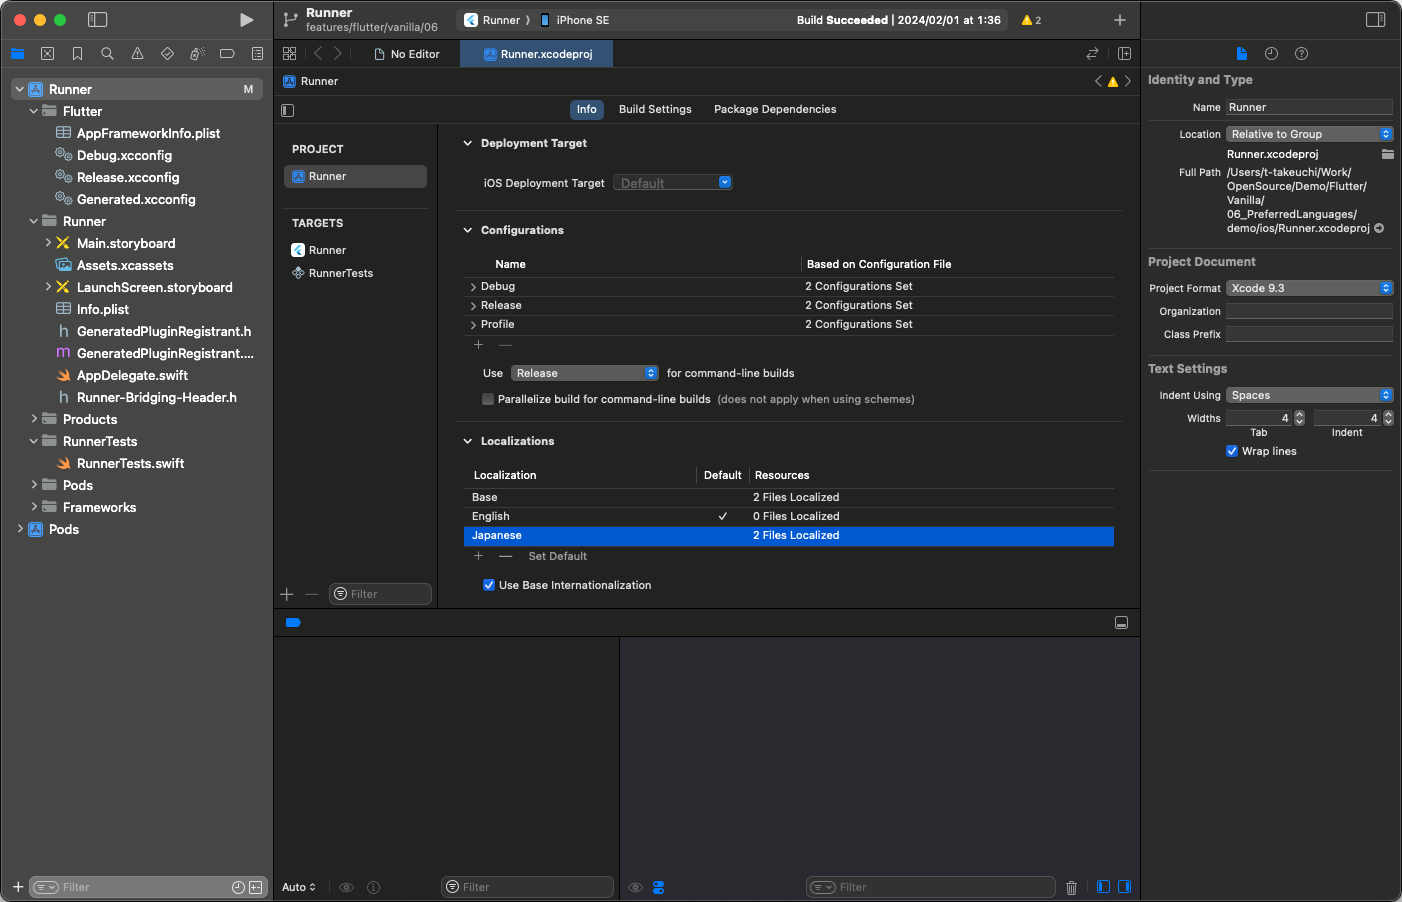 Runner
features/flutter/vanilla/06
Runner
iPhone SE
Build Succeeded | 2024/02/01 at 1:36
2
No Editor
Runner.xcodeproj
Runner
Info
Build Settings
Package Dependencies
Runner
M
Flutter
AppFrameworkInfo.plist
Debug.xcconfig
Release.xcconfig
Generated.xcconfig
Runner
Main.storyboard
Assets.xcassets
LaunchScreen.storyboard
Info.plist
h GeneratedPluginRegistrant.h
m GeneratedPluginRegistrant....
AppDelegate.swift
h Runner-Bridging-Header.h
Products
RunnerTests
RunnerTests.swift
Pods
Frameworks
Pods
Filter
PROJECT
Runner
TARGETS
Runner
RunnerTests
Filter
Deployment Target
iOS Deployment Target
Default
Configurations
Name
Based on Configuration File
Debug
2 Configurations Set
Release
2 Configurations Set
Profile
2 Configurations Set
Use
Release
for command-line builds
Parallelize build for command-line builds (does not apply when using schemes)
Localizations
Localization
Default
Resources
Base
2 Files Localized
English
0 Files Localized
Japanese
2 Files Localized
Set Default
Use Base Internationalization
Auto
Filter
Filter
Identity and Type
Name
Runner
Location
Relative to Group
Runner.xcodeproj
Full Path
/Users/t-takeuchi/Work/
OpenSource/Demo/Flutter/
Vanilla/
06_PreferredLanguages/
demo/ios/Runner.xcodeproj
Project Document
Project Format
Xcode 9.3
Organization
Class Prefix
Text Settings
Indent Using
Spaces
Widths
4
4
Tab
Indent
Wrap lines